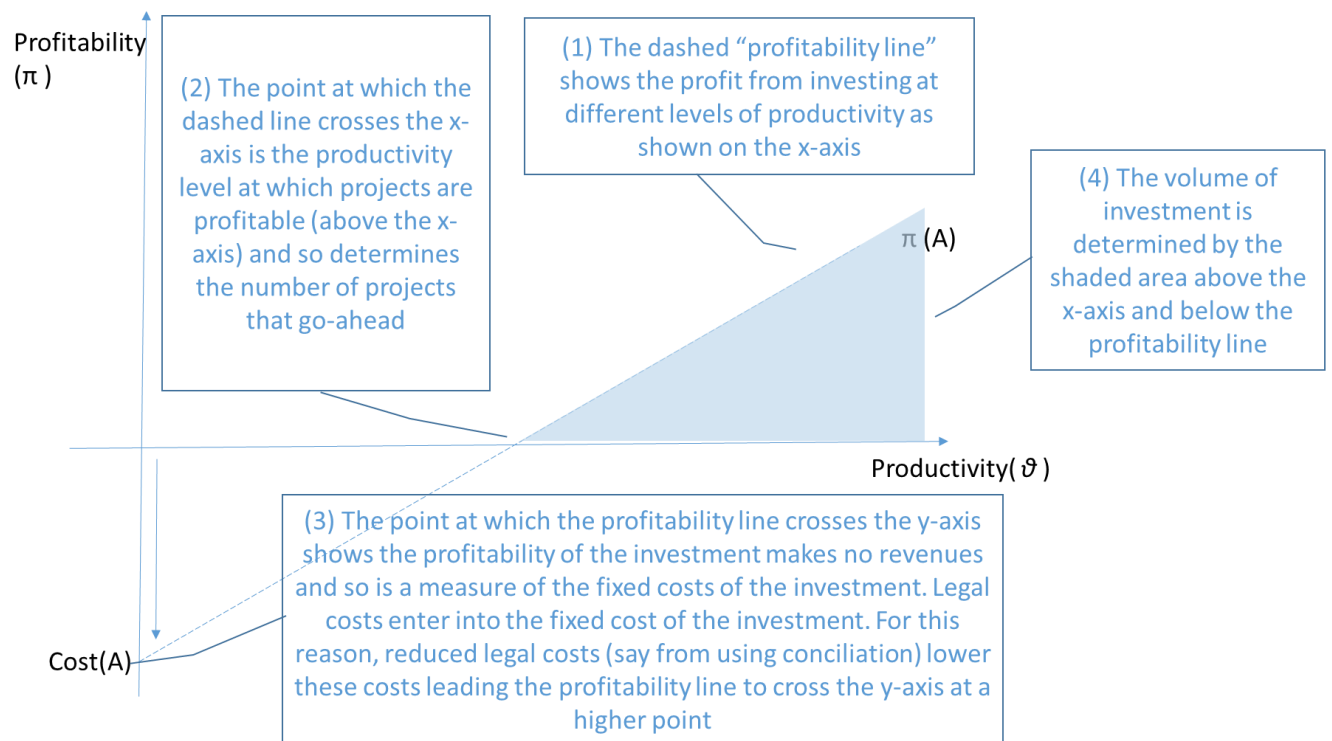 Profitability
(π )
(2) The point at which the
dashed line crosses the x-
axis is the productivity
level at which projects are
profitable (above the x-
axis) and so determines
the number of projects
that go-ahead
(1) The dashed “profitability line”
shows the profit from investing at
different levels of productivity as
shown on the x-axis
(4) The volume of
investment is
determined by the
shaded area above the
x-axis and below the
profitability line
π (A)
Productivity( ϑ )
(3) The point at which the profitability line crosses the y-axis
shows the profitability of the investment makes no revenues
and so is a measure of the fixed costs of the investment. Legal
costs enter into the fixed cost of the investment. For this
reason, reduced legal costs (say from using conciliation) lower
these costs leading the profitability line to cross the y-axis at a
higher point
Cost(A)